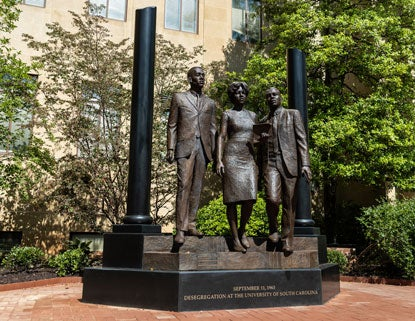 SEPTEMBER 11, 1963
DESEGREGATION AT THE UNIVERSITY OF SOUTH CAROLINA